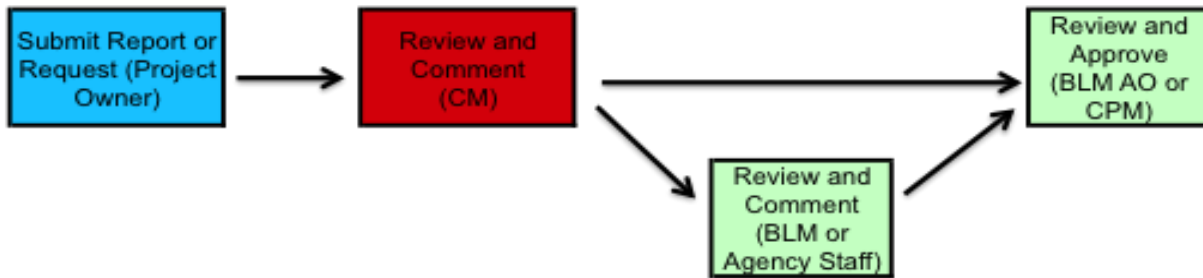 Submit Report or
Request (Project
Owner)
Review and
Comment
(CM)
Review and
Approve
(BLM AO or
CPM)
Review and
Comment
(BLM or
Agency Staff)